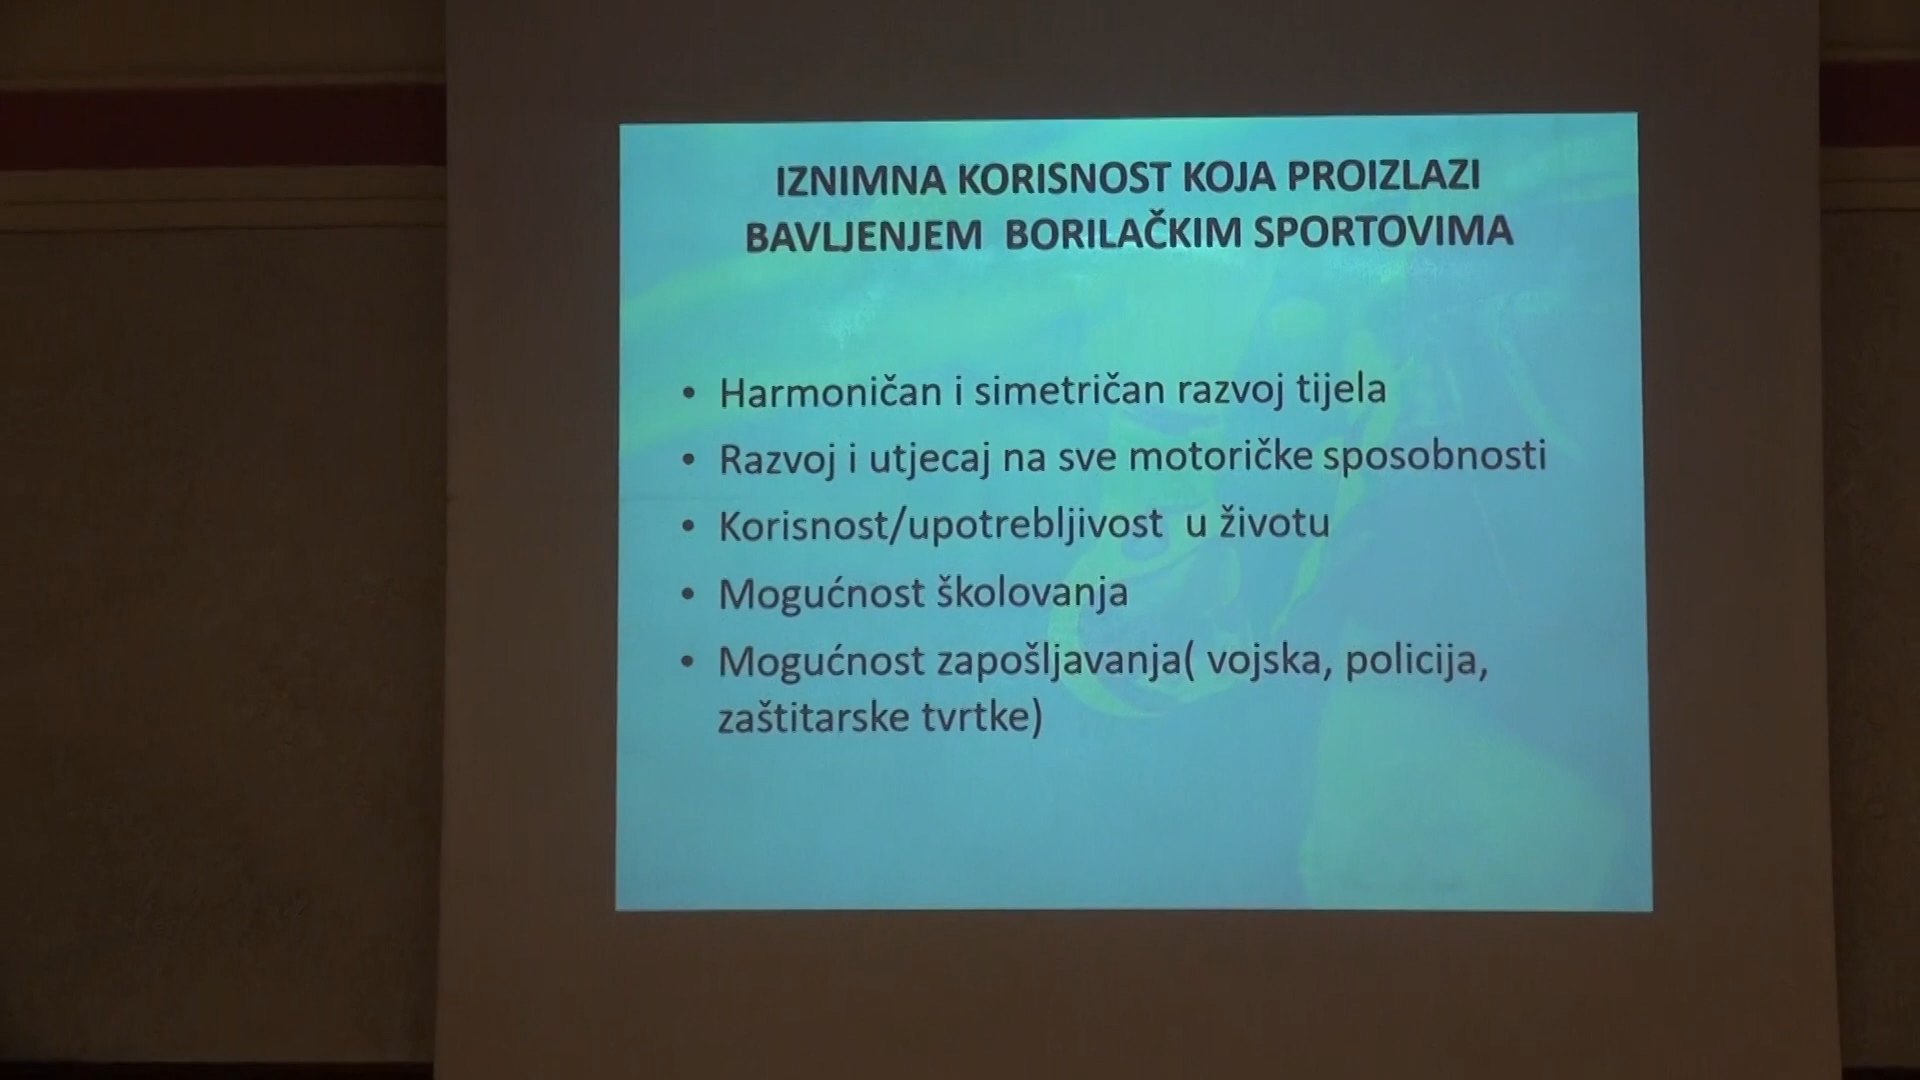 IZNIMNA KORISNOST KOJA PROIZLAZI
BAVLJENJEM BORILAČKIM SPORTOVIMA
• Harmoničan i simetričan razvoj tijela
• Razvoj i utjecaj na sve motoričke sposobnosti
• Korisnost/upotrebljivost u životu
• Mogućnost školovanja
• Mogućnost zapošljavanja( vojska, policija,
zaštitarske tvrtke)